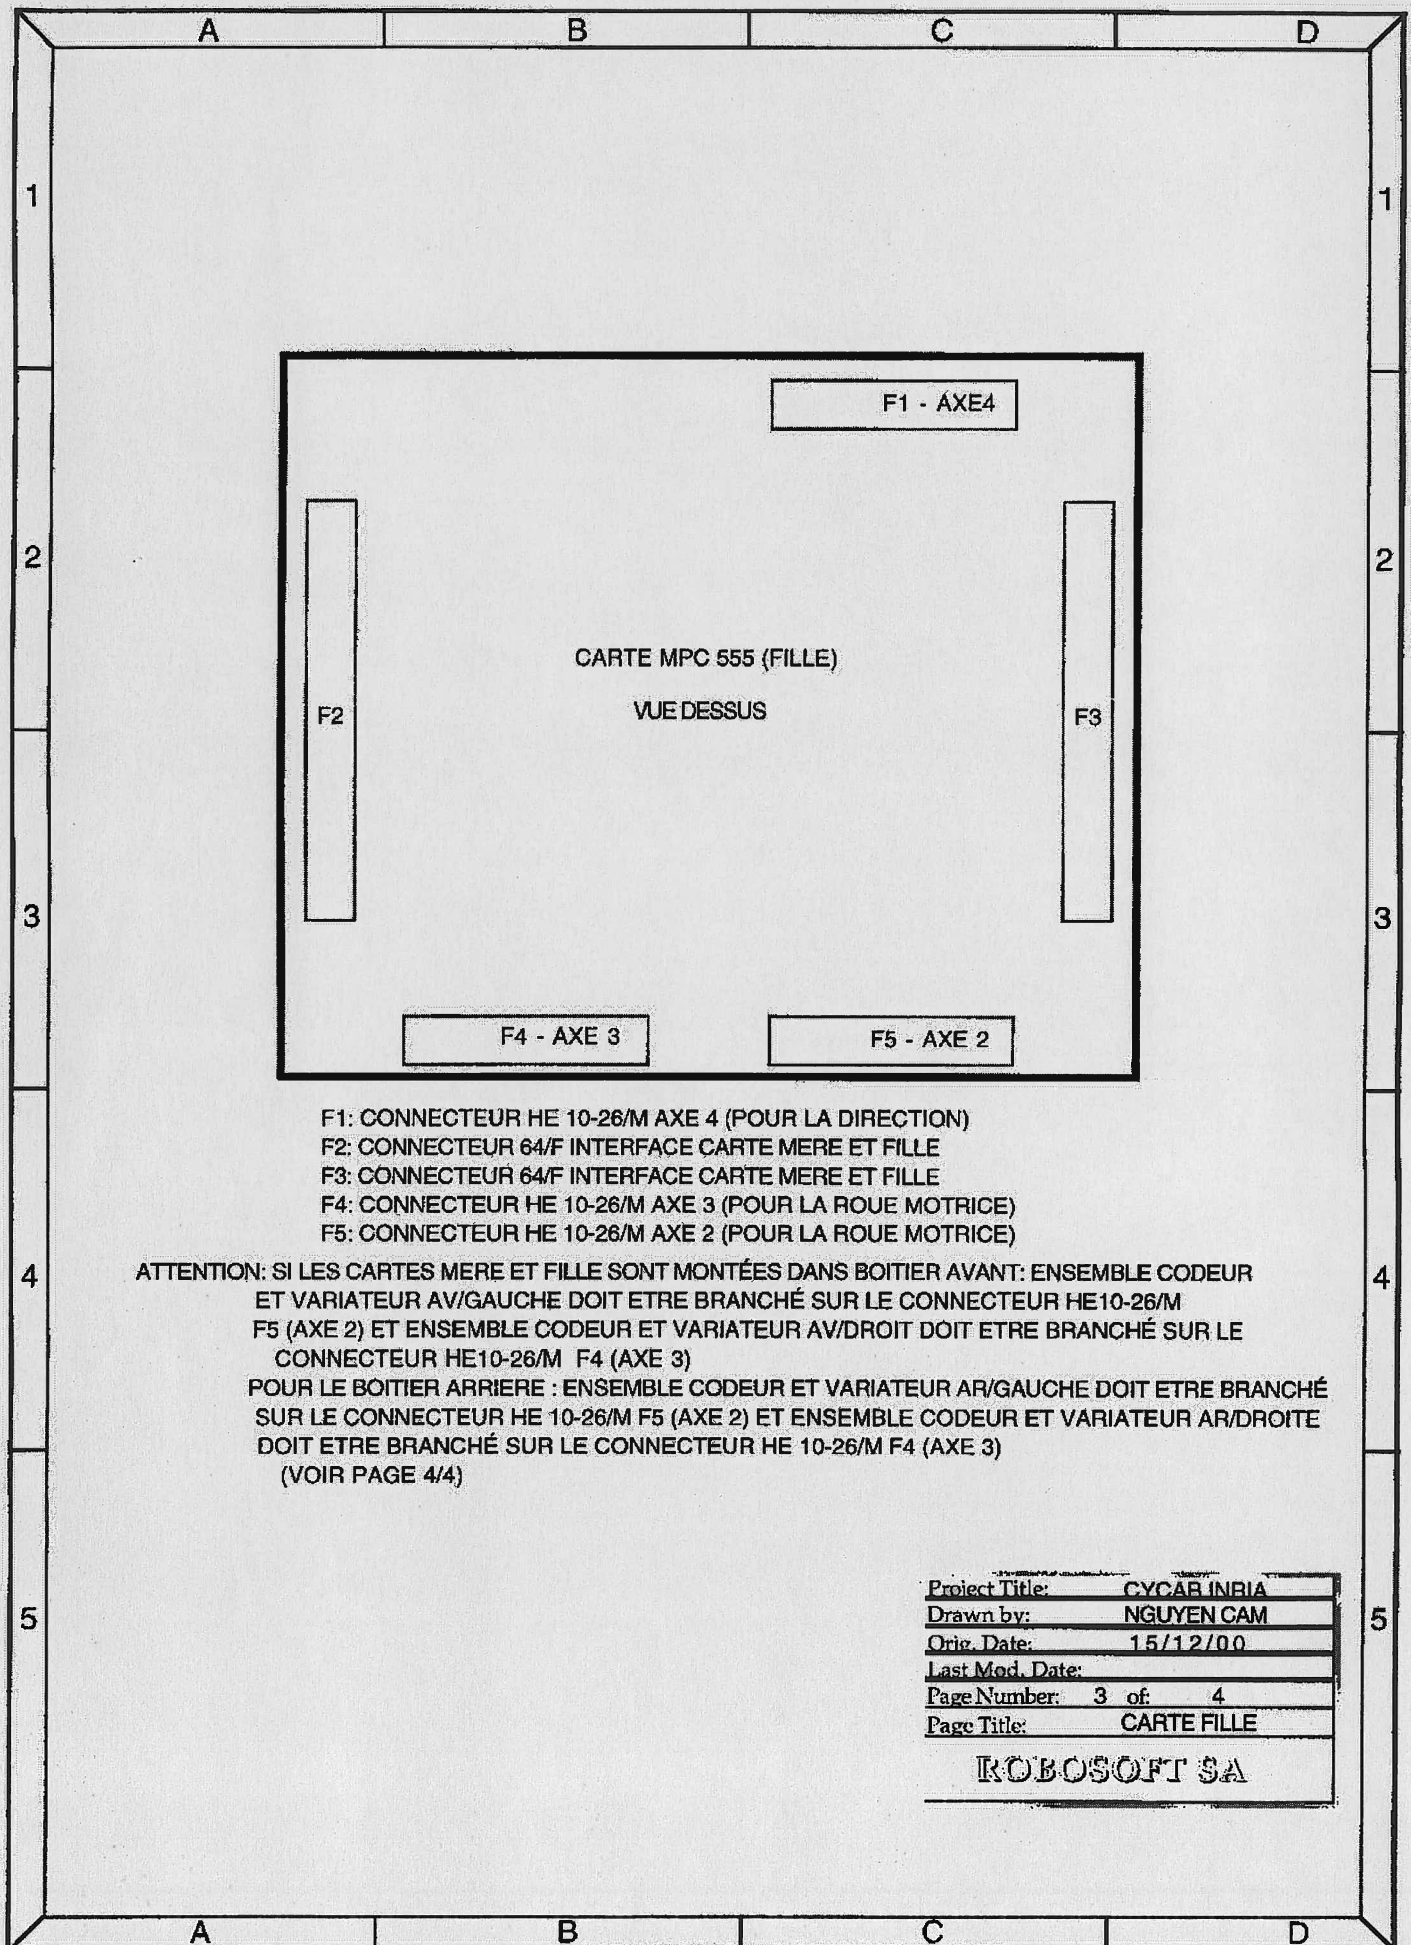 A B C D
1 1
F1 - AXE4
2 2
CARTE MPC 555 (FILLE)
VUE DESSUS
F2 F3
3 3
F4 - AXE 3 F5 - AXE 2
F1: CONNECTEUR HE 10-26/M AXE 4 (POUR LA DIRECTION)
F2: CONNECTEUR 64/F INTERFACE CARTE MERE ET FILLE
F3: CONNECTEUR 64/F INTERFACE CARTE MERE ET FILLE
F4: CONNECTEUR HE 10-26/M AXE 3 (POUR LA ROUE MOTRICE)
F5: CONNECTEUR HE 10-26/M AXE 2 (POUR LA ROUE MOTRICE)
4 4
ATTENTION: SI LES CARTES MERE ET FILLE SONT MONTÉES DANS BOITIER AVANT: ENSEMBLE CODEUR
ET VARIATEUR AV/GAUCHE DOIT ETRE BRANCHÉ SUR LE CONNECTEUR HE10-26/M
F5 (AXE 2) ET ENSEMBLE CODEUR ET VARIATEUR AV/DROIT DOIT ETRE BRANCHÉ SUR LE
CONNECTEUR HE10-26/M F4 (AXE 3)
POUR LE BOITIER ARRIERE : ENSEMBLE CODEUR ET VARIATEUR AR/GAUCHE DOIT ETRE BRANCHÉ
SUR LE CONNECTEUR HE 10-26/M F5 (AXE 2) ET ENSEMBLE CODEUR ET VARIATEUR AR/DROITE
DOIT ETRE BRANCHÉ SUR LE CONNECTEUR HE 10-26/M F4 (AXE 3)
(VOIR PAGE 4/4)
5 5
Project Title: CYCAR INRIA
Drawn by: NGUYEN CAM
Orig. Date: 15/12/00
Last Mod. Date:
Page Number: 3 of: 4
Page Title: CARTE FILLE
ROBOSOFT SA
A B C D